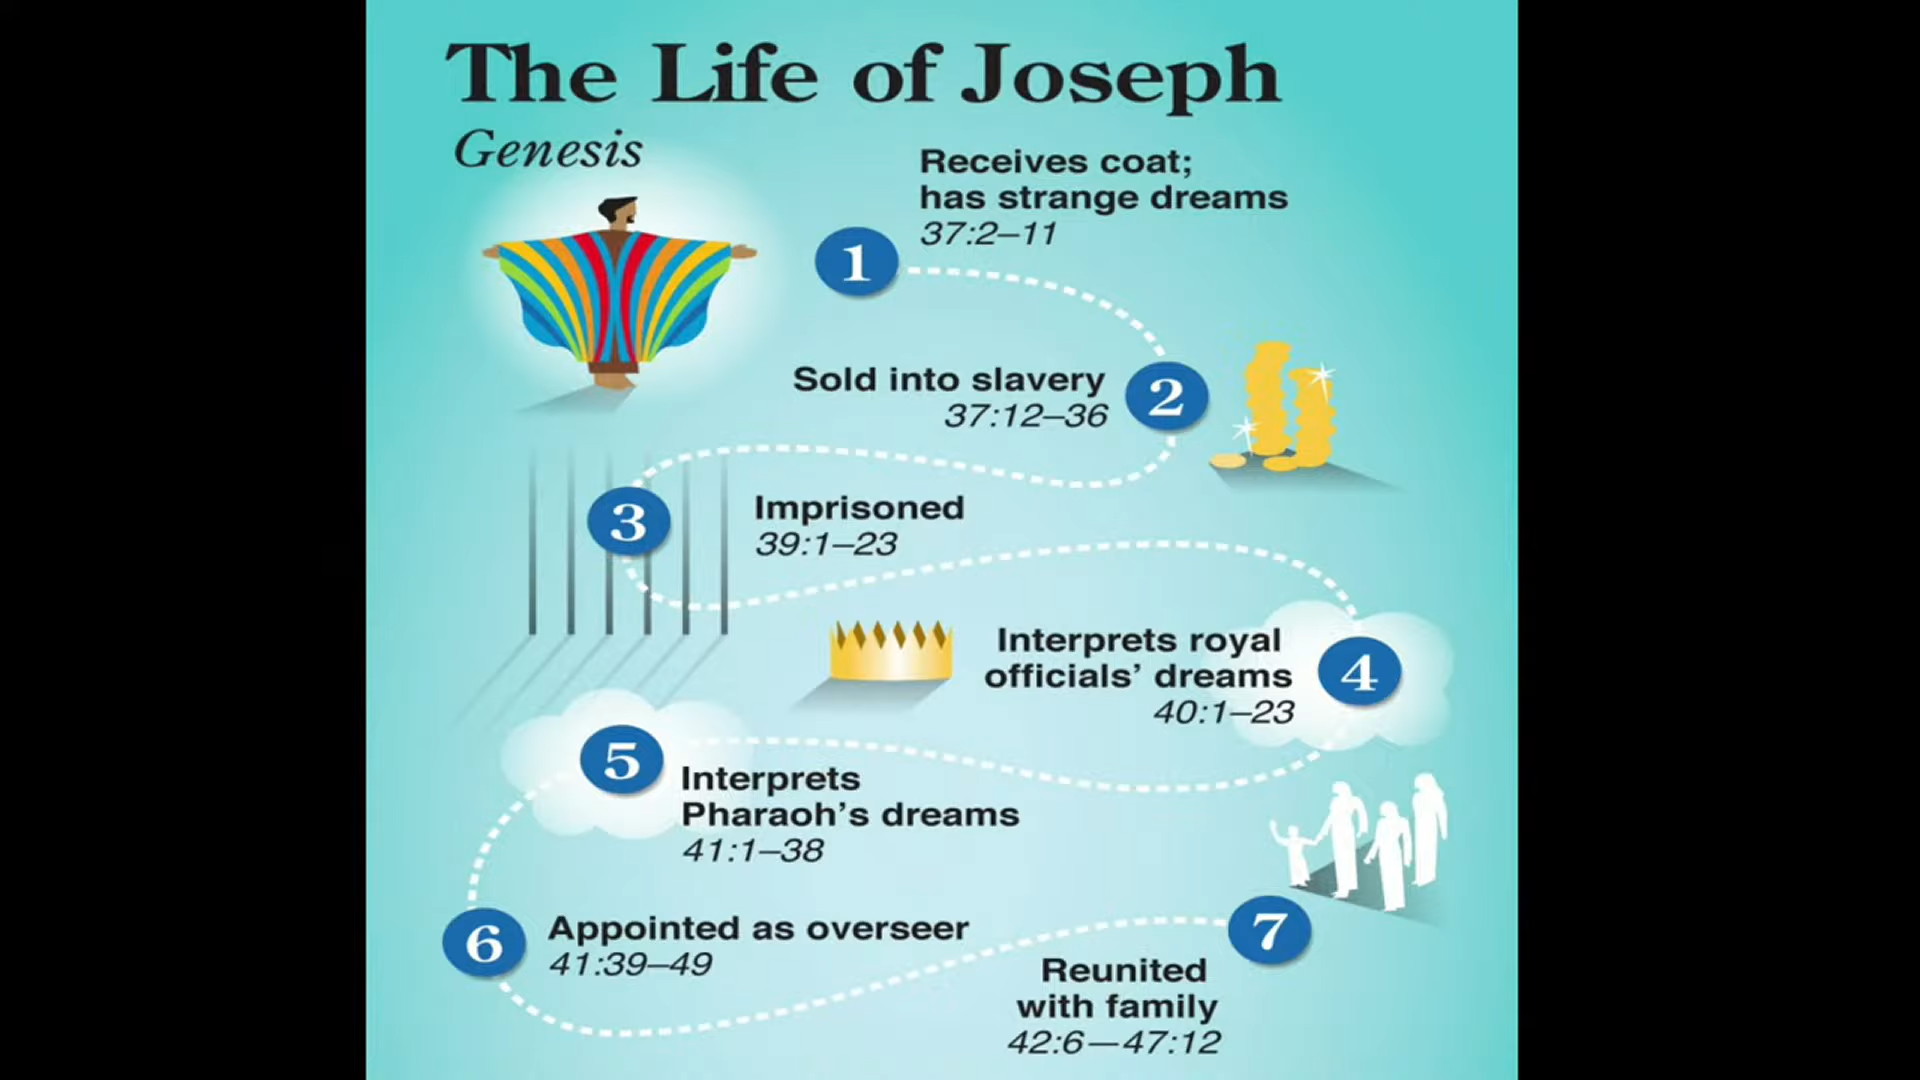 The Life of Joseph
Genesis
Receives coat;
has strange dreams
37:2–11
1
Sold into slavery
37:12–36
2
3
Imprisoned
39:1–23
Interprets royal
officials’ dreams
40:1–23
4
5
Interprets
Pharaoh’s dreams
41:1–38
6
Appointed as overseer
41:39–49
7
Reunited
with family
42:6—47:12